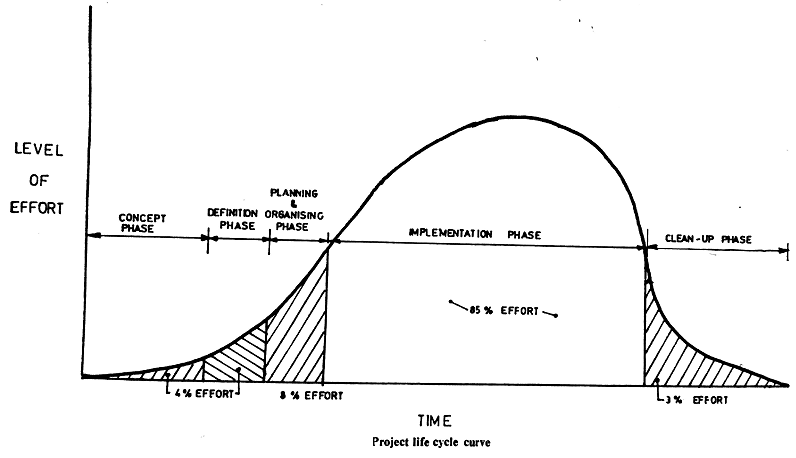 LEVEL
OF
EFFORT
CONCEPT
PHASE
DEFINITION
PHASE
PLANNING
&
ORGANISING
PHASE
IMPLEMENTATION PHASE
CLEAN-UP PHASE
85 % EFFORT
4 % EFFORT
8 % EFFORT
3 % EFFORT
TIME
Project life cycle curve